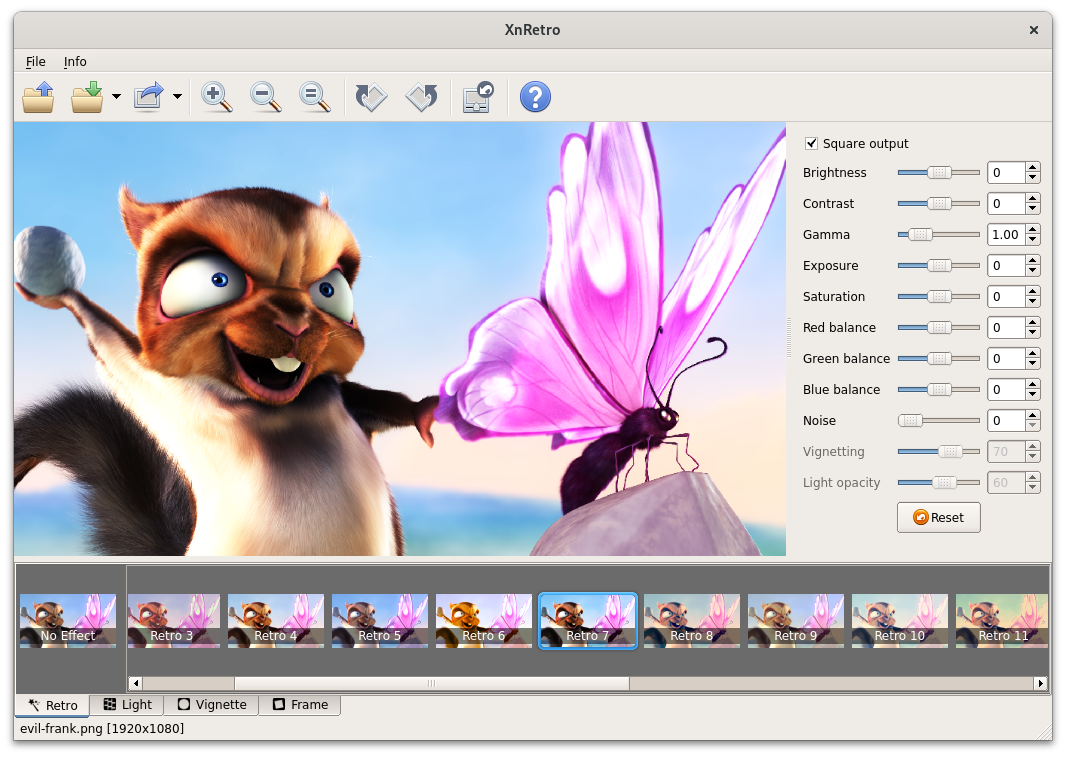 XnRetro
File Info
Square output
Brightness 0
Contrast 0
Gamma 1.00
Exposure 0
Saturation 0
Red balance 0
Green balance 0
Blue balance 0
Noise 0
Vignetting 70
Light opacity 60
Reset
No Effect Retro 3 Retro 4 Retro 5 Retro 6 Retro 7 Retro 8 Retro 9 Retro 10 Retro 11
Retro Light Vignette Frame
evil-frank.png [1920x1080]